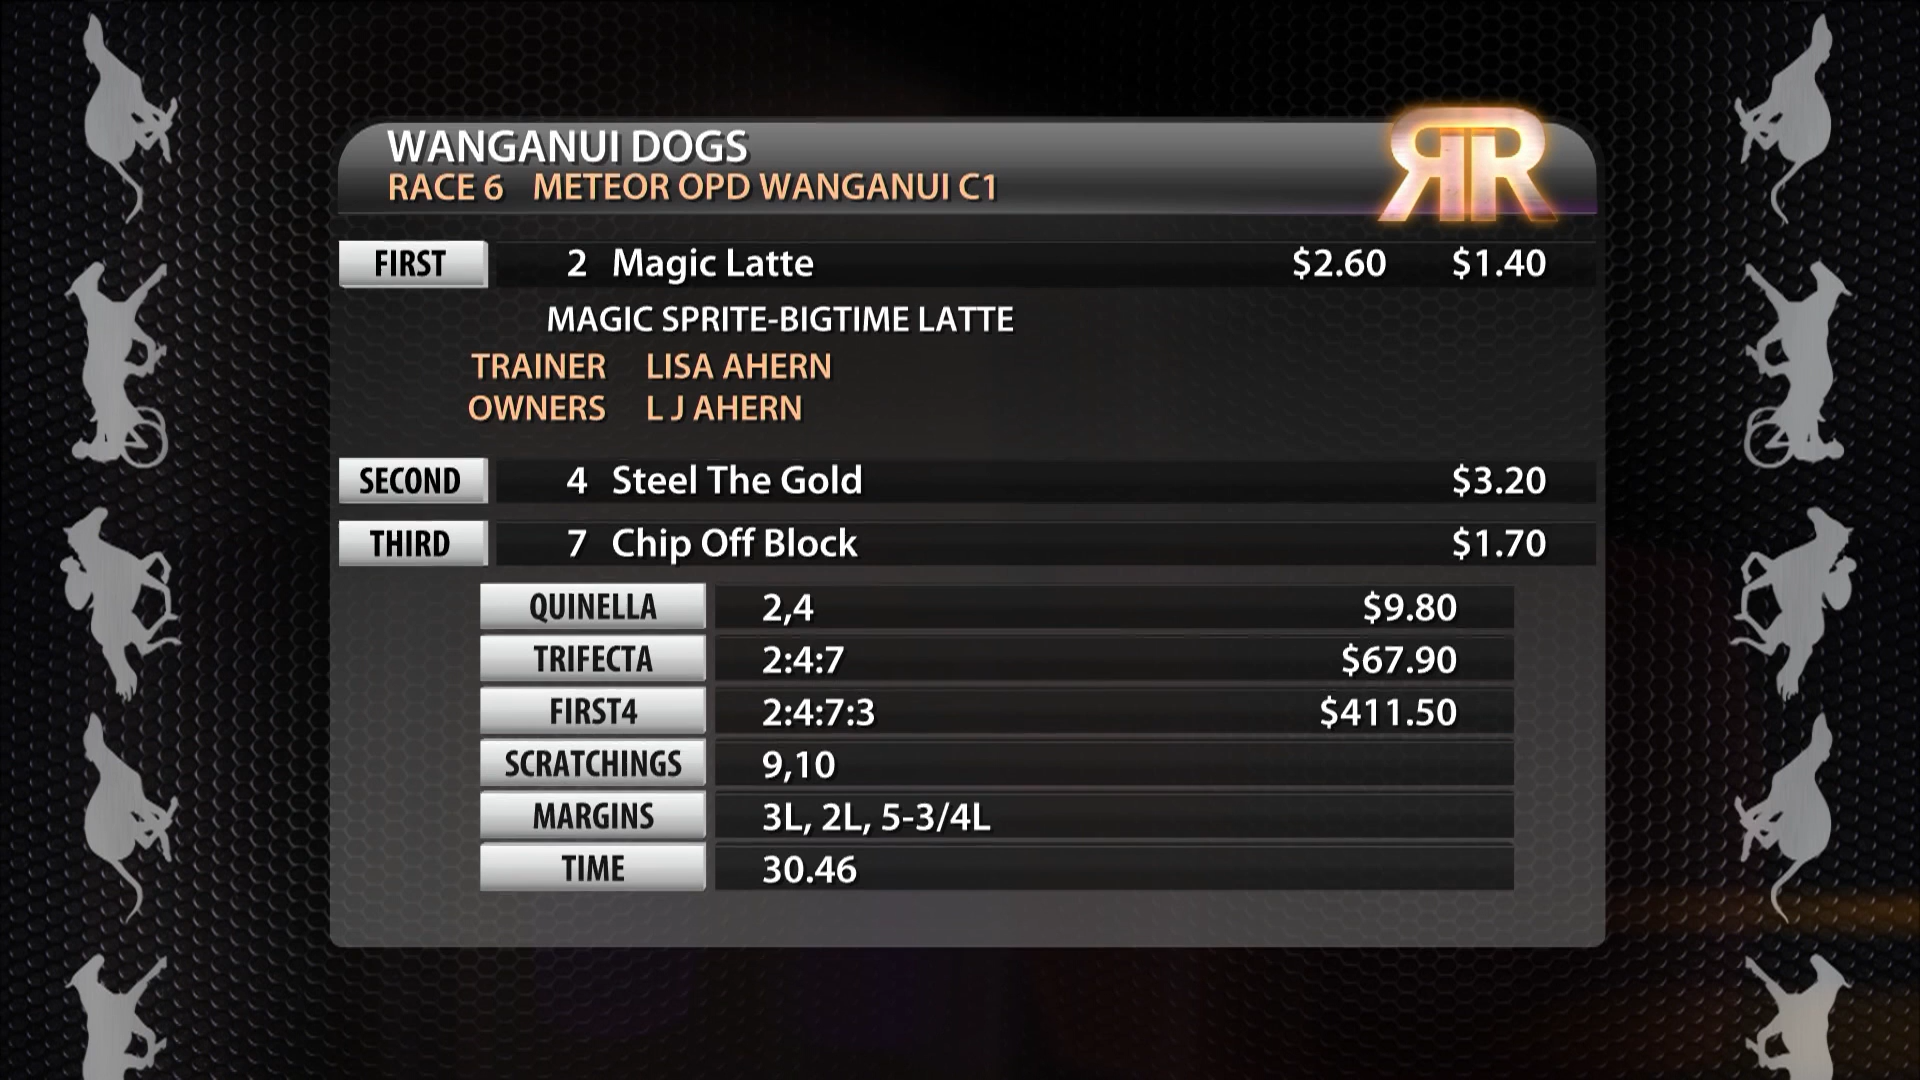 WANGANUI DOGS
RACE 6 METEOR OPD WANGANUI C1
RR
FIRST 2 Magic Latte $2.60 $1.40
MAGIC SPRITE-BIGTIME LATTE
TRAINER LISA AHERN
OWNERS L J AHERN
SECOND 4 Steel The Gold $3.20
THIRD 7 Chip Off Block $1.70
QUINELLA 2,4 $9.80
TRIFECTA 2:4:7 $67.90
FIRST4 2:4:7:3 $411.50
SCRATCHINGS 9,10
MARGINS 3L, 2L, 5-3/4L
TIME 30.46